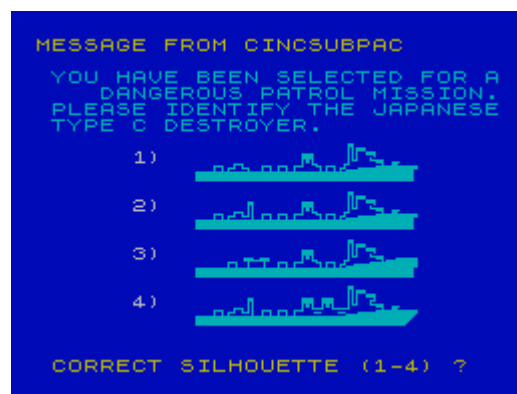 MESSAGE FROM CINCSUBPAC
YOU HAVE BEEN SELECTED FOR A
DANGEROUS PATROL MISSION.
PLEASE IDENTIFY THE JAPANESE
TYPE C DESTROYER.
1)
2)
3)
4)
CORRECT SILHOUETTE (1-4) ?